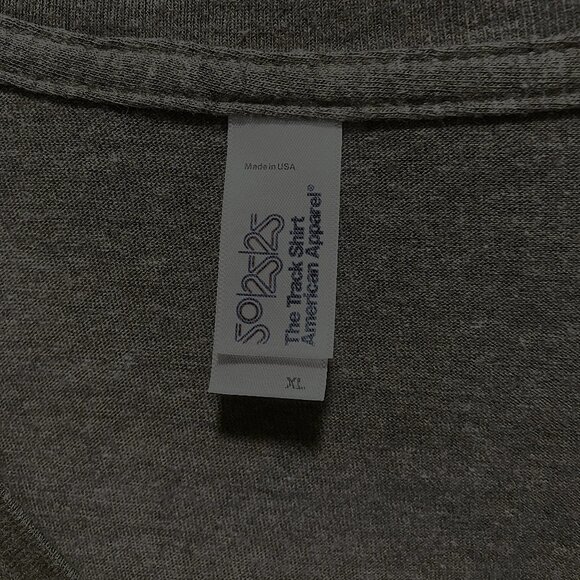 Made in USA
50/25/25
The Track Shirt
American Apparel®
XL